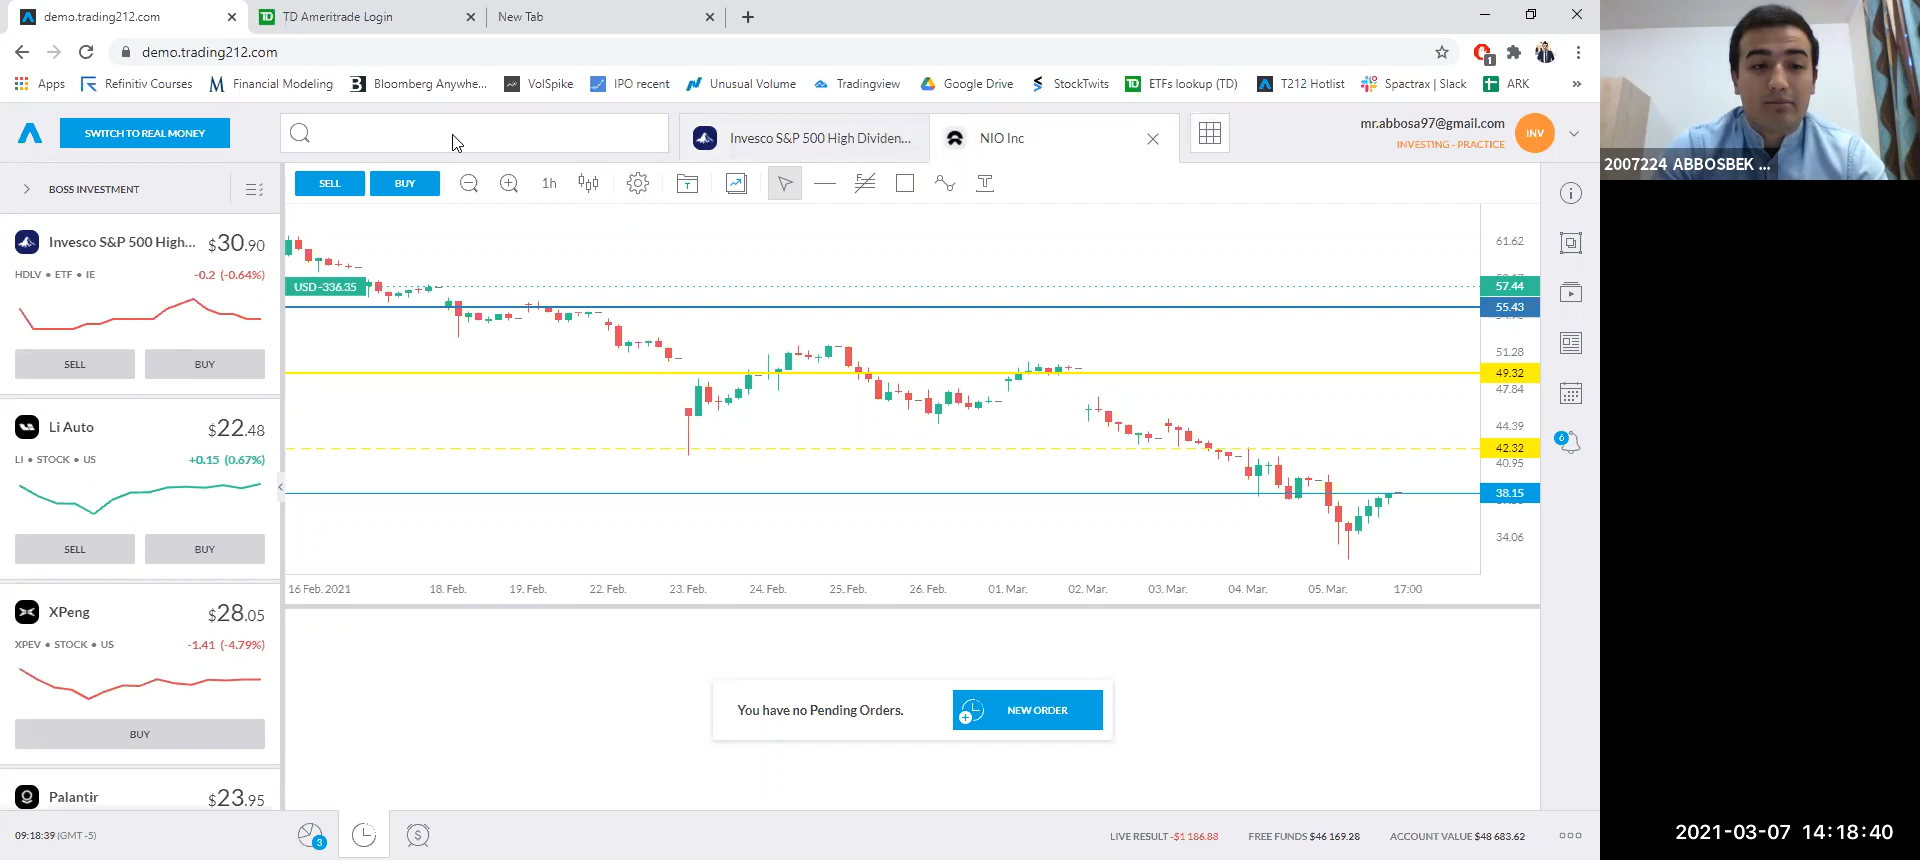 demo.trading212.com
TD Ameritrade Login
New Tab
demo.trading212.com
Apps
Refinitiv Courses
Financial Modeling
Bloomberg Anywhe...
VolSpike
IPO recent
Unusual Volume
Tradingview
Google Drive
StockTwits
ETFs lookup (TD)
T212 Hotlist
Spactrax | Slack
ARK
SWITCH TO REAL MONEY
Invesco S&P 500 High Dividen...
NIO Inc
mr.abbosa97@gmail.com
INVESTING - PRACTICE
INV
2007224 ABBOSBEK ...
BOSS INVESTMENT
SELL
BUY
1h
Invesco S&P 500 High...
$30.90
HDLV • ETF • IE
-0.2 (-0.64%)
SELL
BUY
Li Auto
$22.48
LI • STOCK • US
+0.15 (0.67%)
SELL
BUY
XPeng
$28.05
XPEV • STOCK • US
-1.41 (-4.79%)
BUY
Palantir
$23.95
USD -336.35
61.62
57.44
55.43
51.28
49.32
47.84
44.39
42.32
40.95
38.15
34.06
16 Feb. 2021
18. Feb.
19. Feb.
22. Feb.
23. Feb.
24. Feb.
25. Feb.
26. Feb.
01. Mar.
02. Mar.
03. Mar.
04. Mar.
05. Mar.
17:00
6
You have no Pending Orders.
NEW ORDER
09:18:39 (GMT -5)
3
LIVE RESULT -$1 186.88
FREE FUNDS $46 169.28
ACCOUNT VALUE $48 683.62
2021-03-07 14:18:40